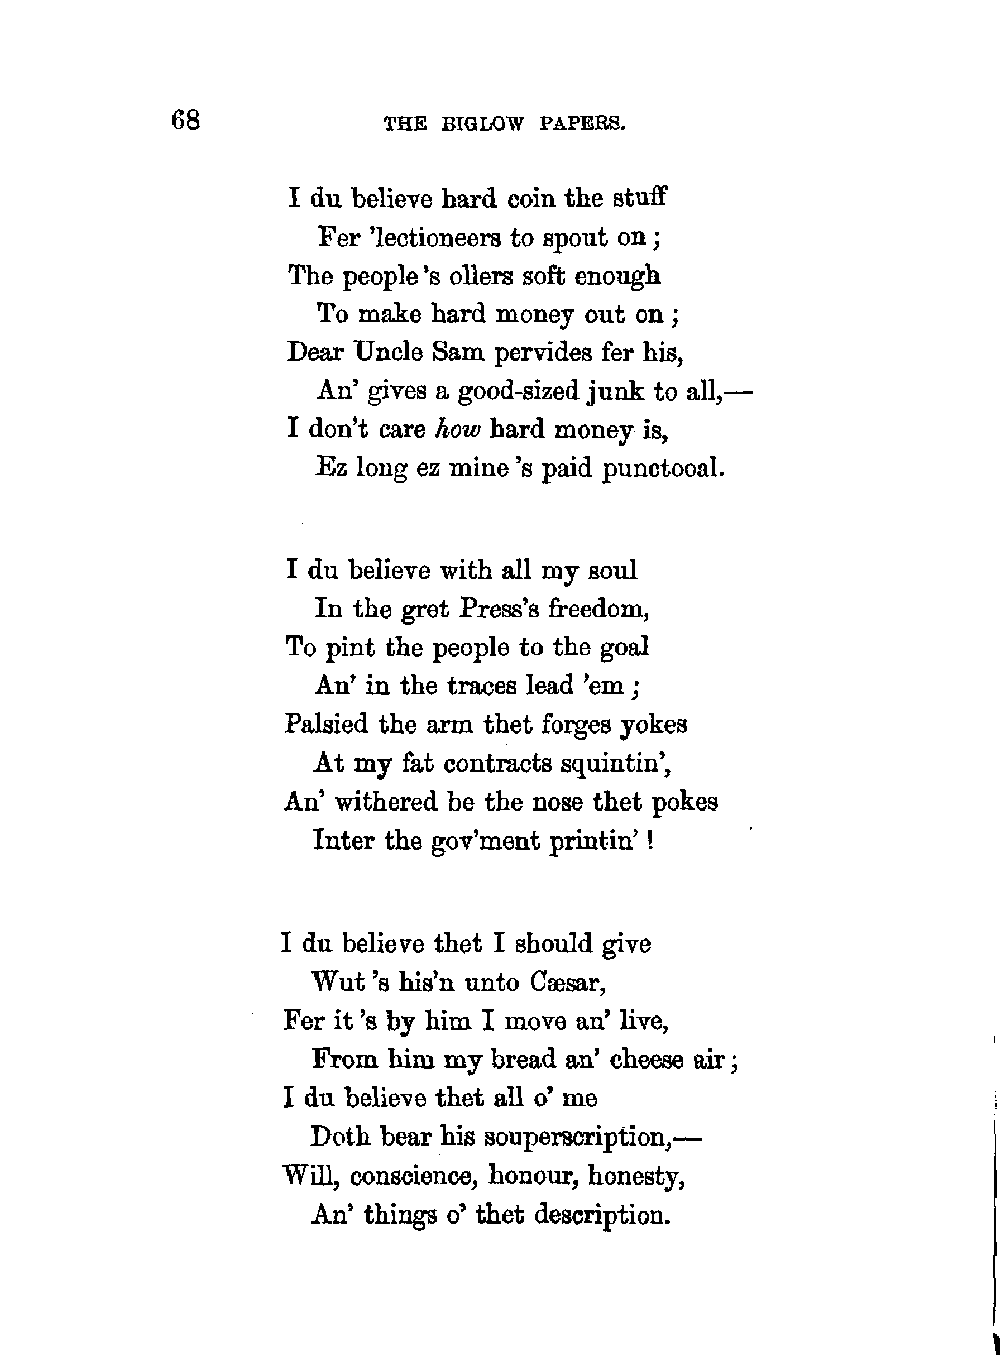 68 THE BIGLOW PAPERS.
I du believe hard coin the stuff
Fer 'lectioneers to spout on;
The people 's ollers soft enough
To make hard money out on;
Dear Uncle Sam pervides fer his,
An' gives a good-sized junk to all,—
I don't care how hard money is,
Ez long ez mine 's paid punctooal.
I du believe with all my soul
In the gret Press's freedom,
To pint the people to the goal
An' in the traces lead 'em;
Palsied the arm thet forges yokes
At my fat contracts squintin',
An' withered be the nose thet pokes
Inter the gov'ment printin'!
I du believe thet I should give
Wut 's his'n unto Cæsar,
Fer it 's by him I move an' live,
From him my bread an' cheese air;
I du believe thet all o' me
Doth bear his souperscription,—
Will, conscience, honour, honesty,
An' things o' thet description.